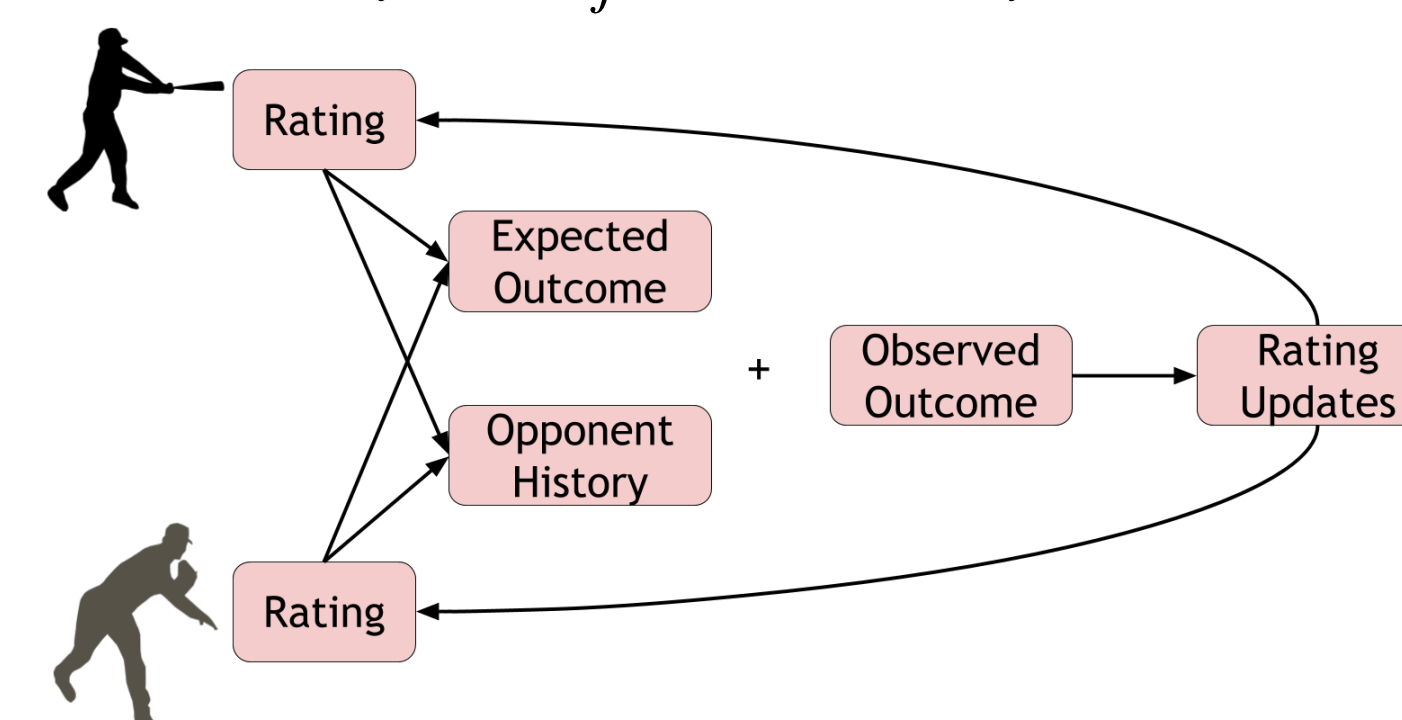 Rating
Expected
Outcome
+
Observed
Outcome
Rating
Updates
Opponent
History
Rating